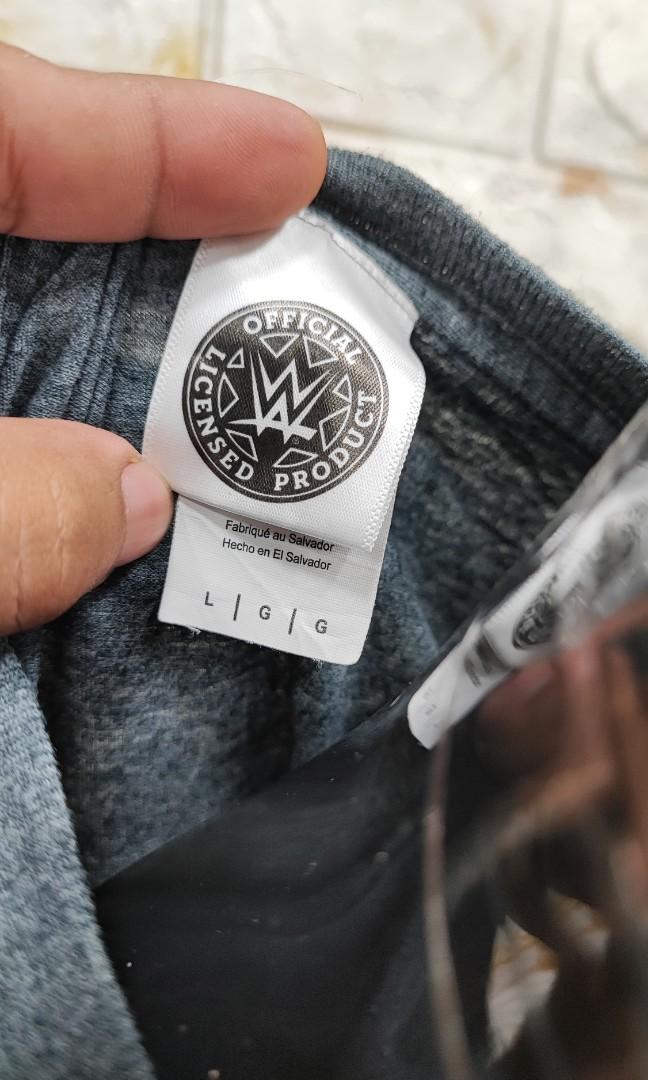 OFFICIAL
LICENSED PRODUCT
W
Fabriqué au Salvador
Hecho en El Salvador
L | G | G